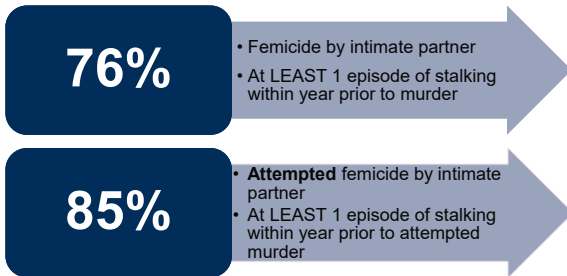 76%
• Femicide by intimate partner
• At LEAST 1 episode of stalking
within year prior to murder
85%
• Attempted femicide by intimate
partner
• At LEAST 1 episode of stalking
within year prior to attempted
murder